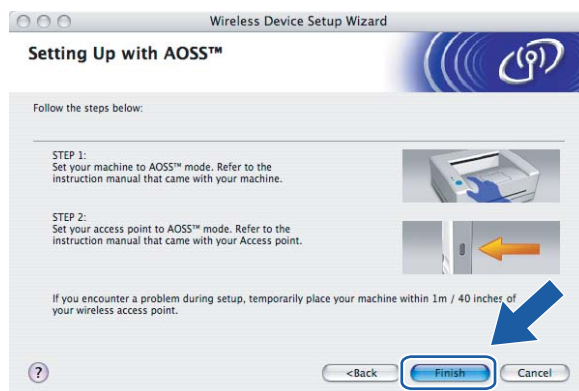 Wireless Device Setup Wizard
Setting Up with AOSS™
Follow the steps below:
STEP 1:
Set your machine to AOSS™ mode. Refer to the
instruction manual that came with your machine.
STEP 2:
Set your access point to AOSS™ mode. Refer to the
instruction manual that came with your Access point.
If you encounter a problem during setup, temporarily place your machine within 1m / 40 inches of
your wireless access point.
?
<Back
Finish
Cancel